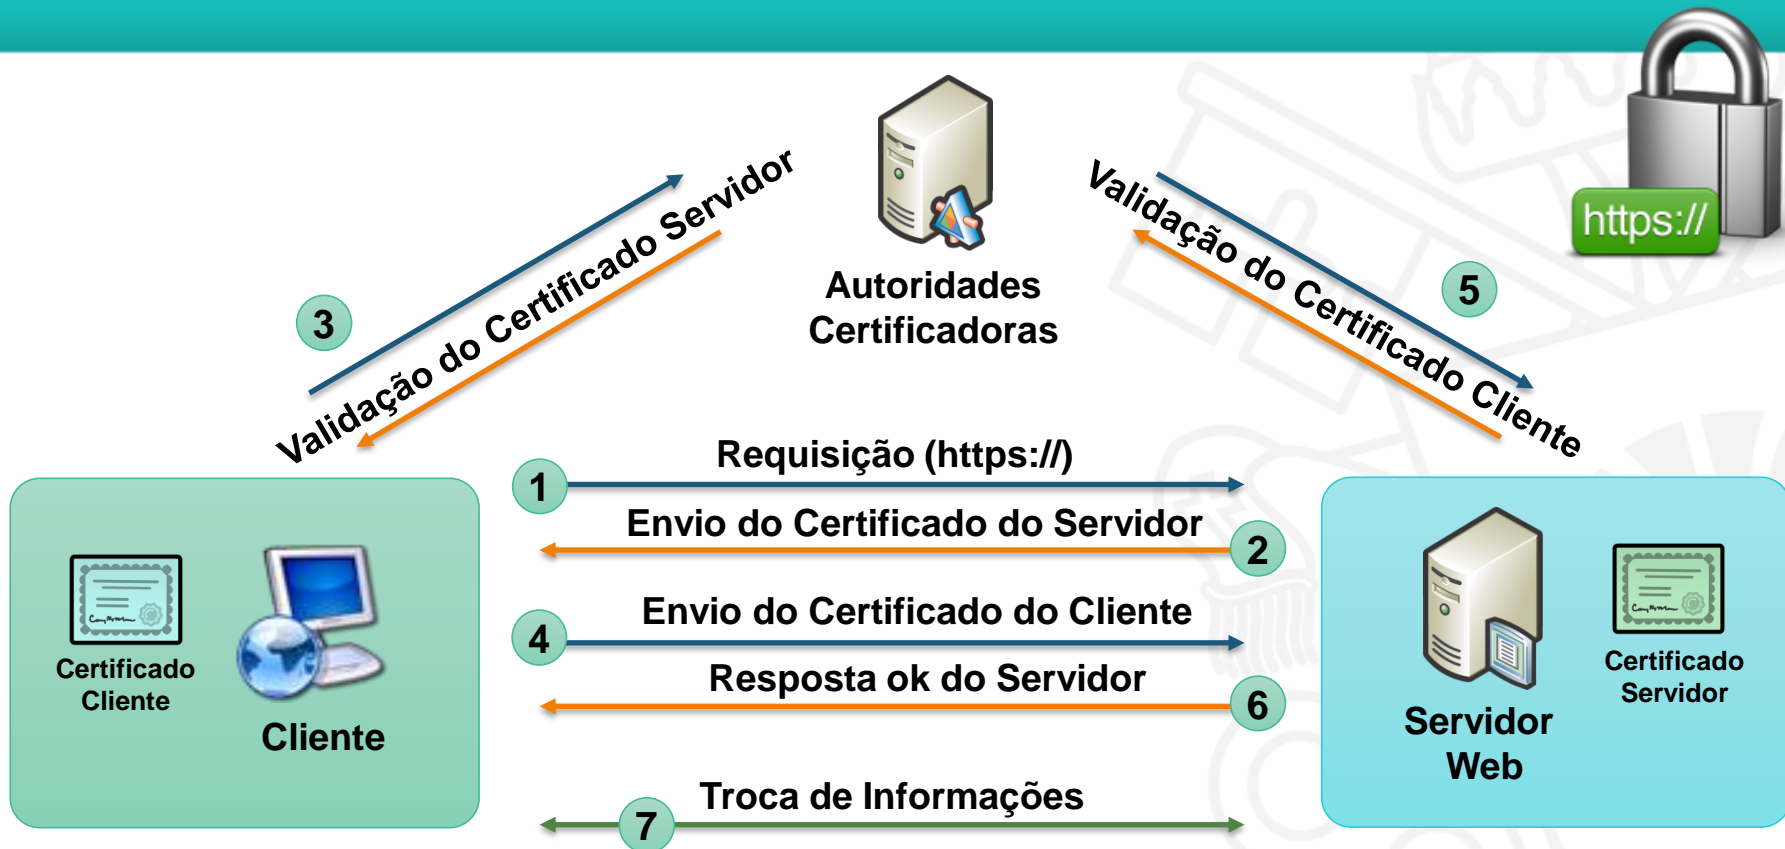 https://
Autoridades
Certificadoras
3
Validação do Certificado Servidor
Validação do Certificado Cliente
5
1
Requisição (https://)
Envio do Certificado do Servidor
2
4
Envio do Certificado do Cliente
Resposta ok do Servidor
6
7
Troca de Informações
Certificado
Cliente
Cliente
Servidor
Web
Certificado
Servidor